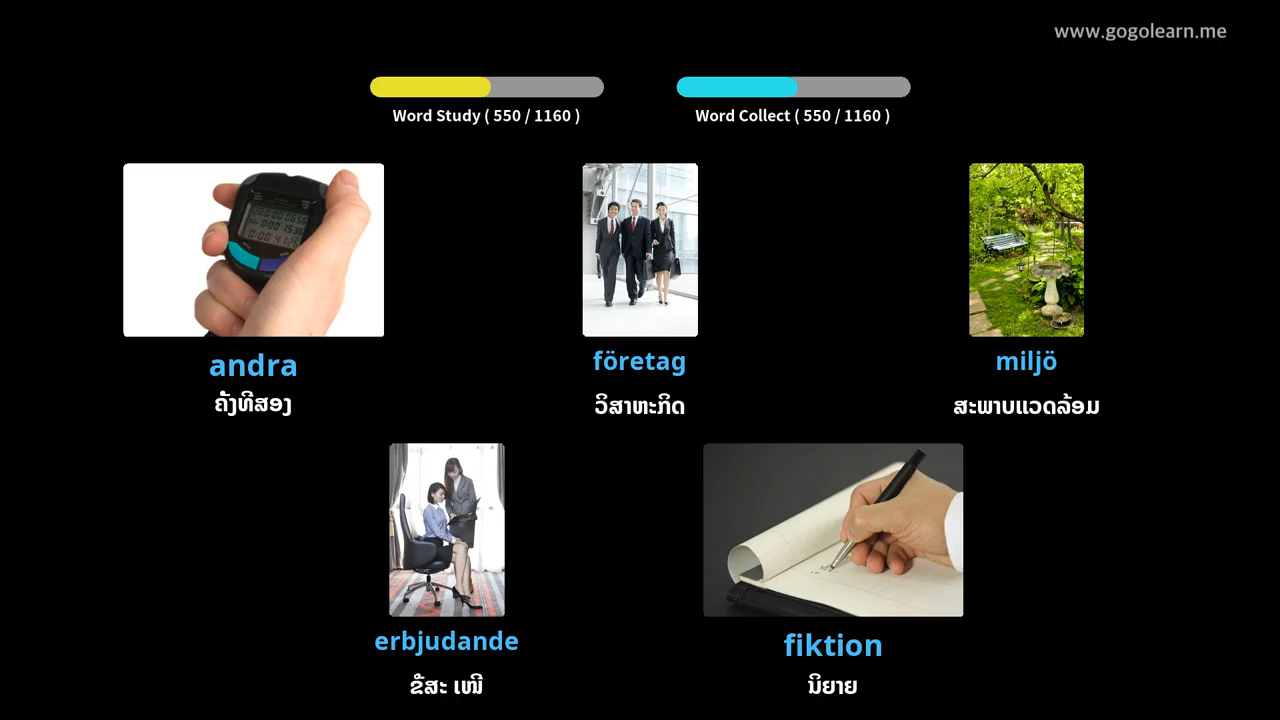 www.gogolearn.me
Word Study ( 550 / 1160 )
Word Collect ( 550 / 1160 )
andra
ຄັ້ງທີສອງ
företag
ວິສາຫະກິດ
miljö
ສະພາບແວດລ້ອມ
erbjudande
ຂໍ້ສະ ເໜີ
fiktion
ນິຍາຍ